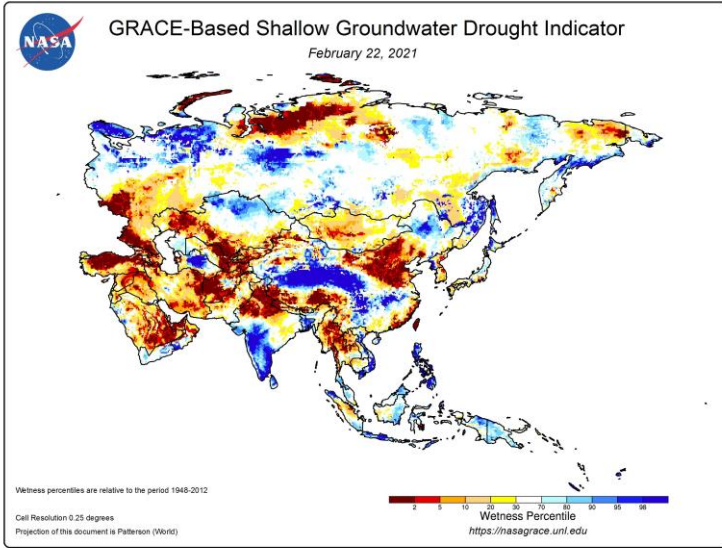 NASA
GRACE-Based Shallow Groundwater Drought Indicator
February 22, 2021
Wetness percentiles are relative to the period 1948-2012
Cell Resolution 0.25 degrees
Projection of this document is Patterson (World)
2 5 10 20 30 70 80 90 95 98
Wetness Percentile
https://nasagrace.unl.edu